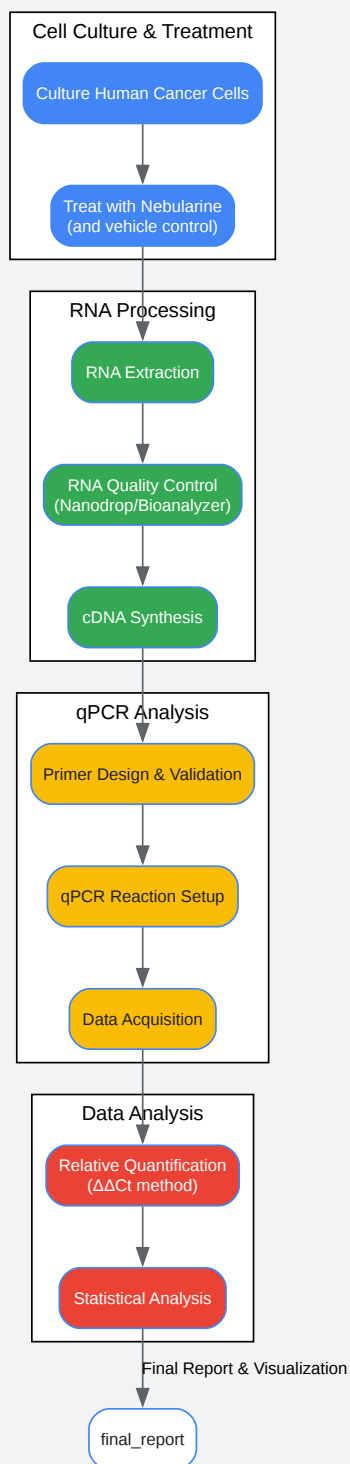 Cell Culture & Treatment
Culture Human Cancer Cells
Treat with Nebularine
(and vehicle control)
RNA Processing
RNA Extraction
RNA Quality Control
(Nanodrop/Bioanalyzer)
cDNA Synthesis
qPCR Analysis
Primer Design & Validation
qPCR Reaction Setup
Data Acquisition
Data Analysis
Relative Quantification
(ΔΔCt method)
Statistical Analysis
Final Report & Visualization
final_report